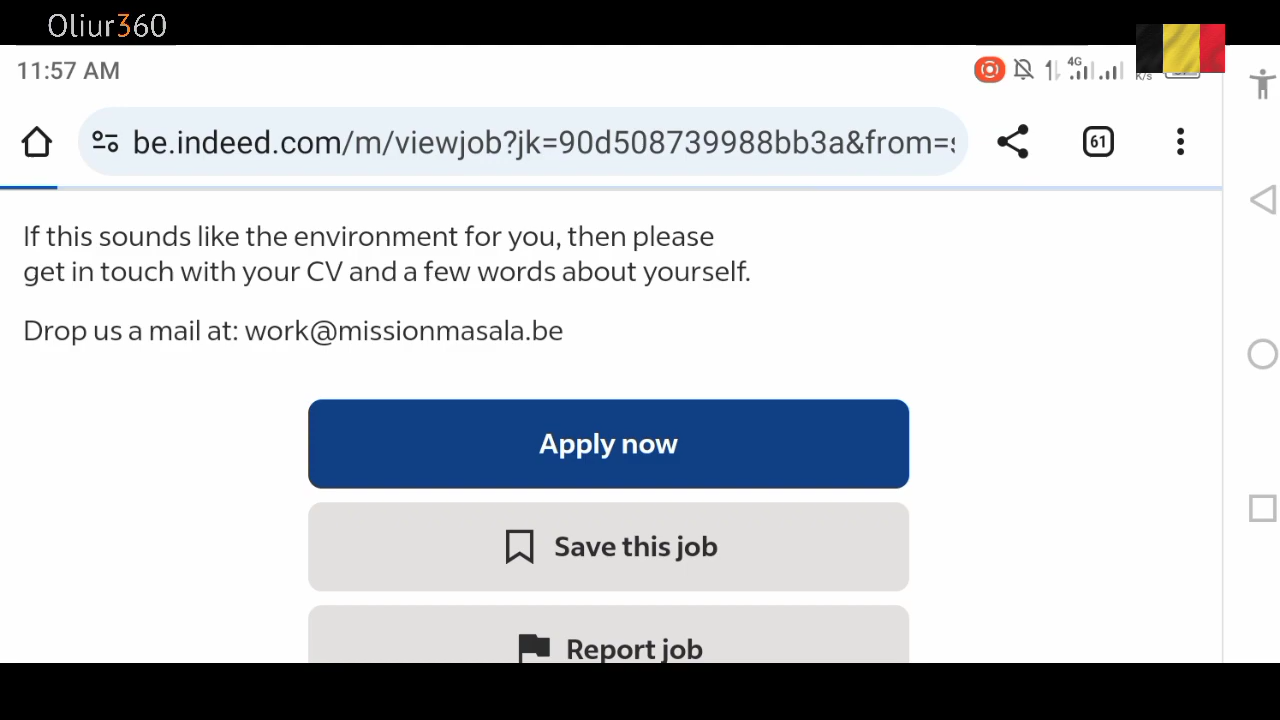 Oliur360
11:57 AM
4G
K/s
be.indeed.com/m/viewjob?jk=90d508739988bb3a&from=
61
If this sounds like the environment for you, then please
get in touch with your CV and a few words about yourself.
Drop us a mail at: work@missionmasala.be
Apply now
Save this job
Report job